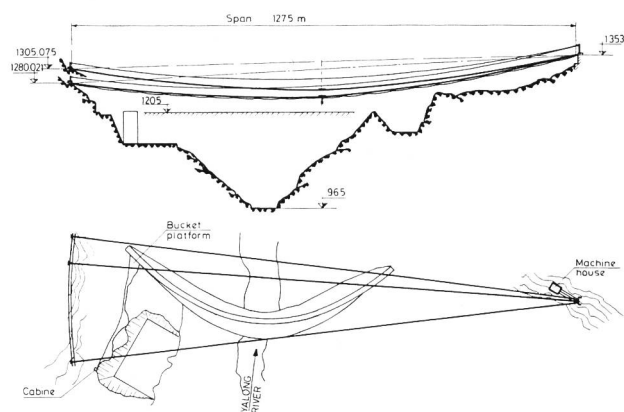 Span 1275 m
1305.075
1280.021
1353
1205
965
Bucket
platform
Machine
house
Cabine
YALONG
RIVER